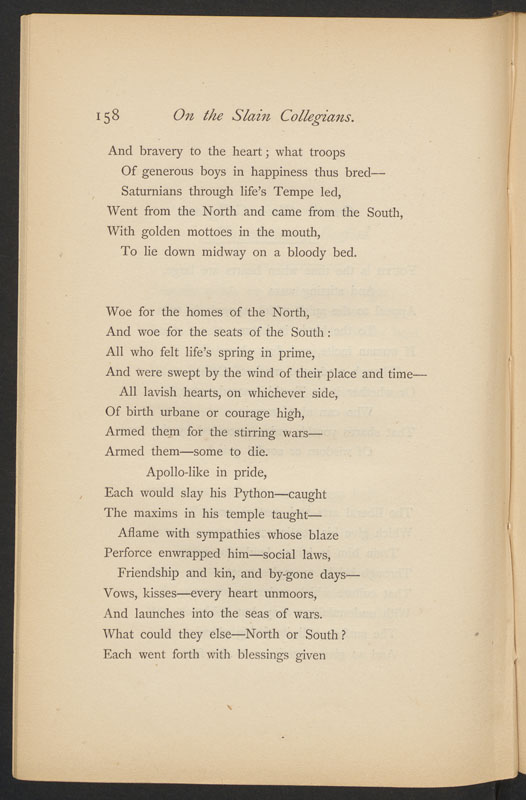 158 On the Slain Collegians.
And bravery to the heart; what troops
Of generous boys in happiness thus bred—
Saturnians through life's Tempe led,
Went from the North and came from the South,
With golden mottoes in the mouth,
To lie down midway on a bloody bed.
Woe for the homes of the North,
And woe for the seats of the South:
All who felt life's spring in prime,
And were swept by the wind of their place and time—
All lavish hearts, on whichever side,
Of birth urbane or courage high,
Armed them for the stirring wars—
Armed them—some to die.
Apollo-like in pride,
Each would slay his Python—caught
The maxims in his temple taught—
Aflame with sympathies whose blaze
Perforce enwrapped him—social laws,
Friendship and kin, and by-gone days—
Vows, kisses—every heart unmoors,
And launches into the seas of wars.
What could they else—North or South?
Each went forth with blessings given